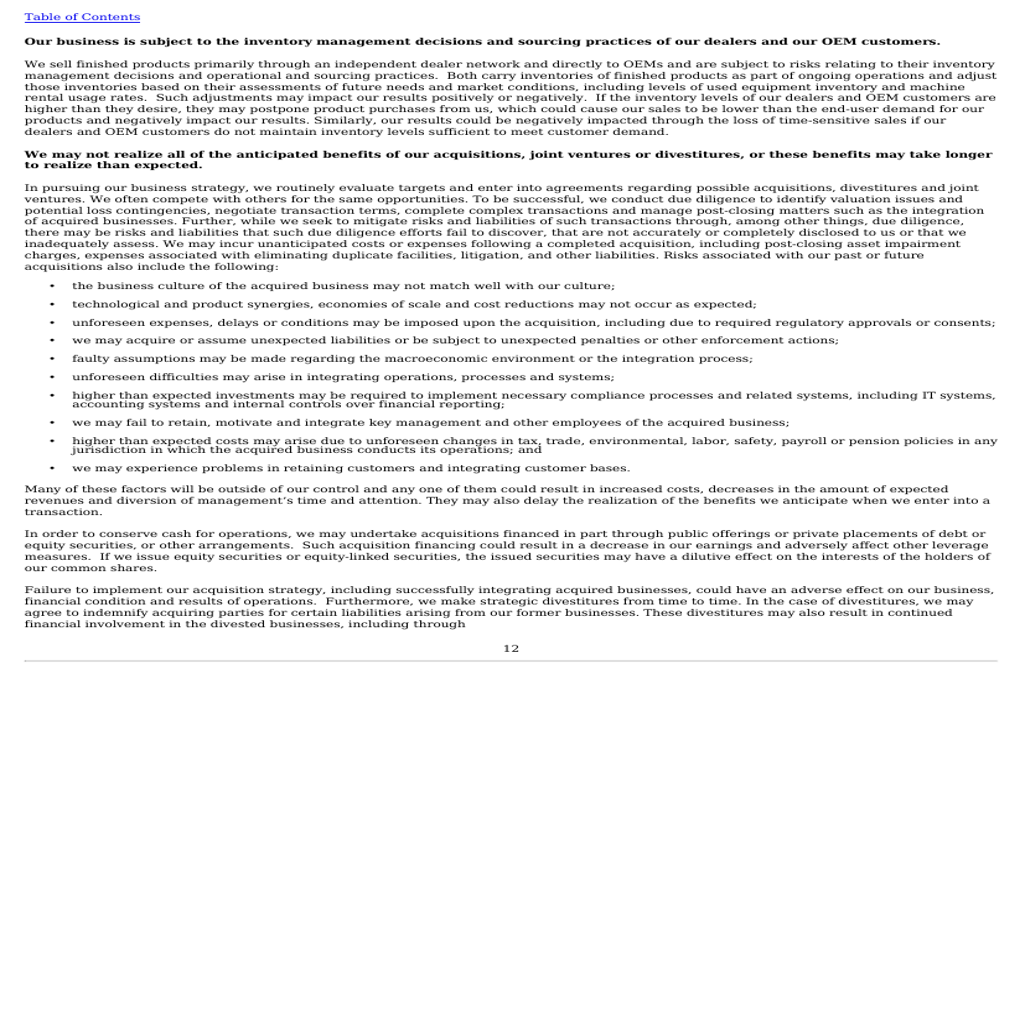 Table of Contents
Our business is subject to the inventory management decisions and sourcing practices of our dealers and our OEM customers.
We sell finished products primarily through an independent dealer network and directly to OEMs and are subject to risks relating to their inventory
management decisions and operational and sourcing practices.  Both carry inventories of finished products as part of ongoing operations and adjust
those inventories based on their assessments of future needs and market conditions, including levels of used equipment inventory and machine
rental usage rates.  Such adjustments may impact our results positively or negatively.  If the inventory levels of our dealers and OEM customers are
higher than they desire, they may postpone product purchases from us, which could cause our sales to be lower than the end-user demand for our
products and negatively impact our results. Similarly, our results could be negatively impacted through the loss of time-sensitive sales if our
dealers and OEM customers do not maintain inventory levels sufficient to meet customer demand.
We may not realize all of the anticipated benefits of our acquisitions, joint ventures or divestitures, or these benefits may take longer
to realize than expected.
In pursuing our business strategy, we routinely evaluate targets and enter into agreements regarding possible acquisitions, divestitures and joint
ventures. We often compete with others for the same opportunities. To be successful, we conduct due diligence to identify valuation issues and
potential loss contingencies, negotiate transaction terms, complete complex transactions and manage post-closing matters such as the integration
of acquired businesses. Further, while we seek to mitigate risks and liabilities of such transactions through, among other things, due diligence,
there may be risks and liabilities that such due diligence efforts fail to discover, that are not accurately or completely disclosed to us or that we
inadequately assess. We may incur unanticipated costs or expenses following a completed acquisition, including post-closing asset impairment
charges, expenses associated with eliminating duplicate facilities, litigation, and other liabilities. Risks associated with our past or future
acquisitions also include the following:
• the business culture of the acquired business may not match well with our culture;
• technological and product synergies, economies of scale and cost reductions may not occur as expected;
• unforeseen expenses, delays or conditions may be imposed upon the acquisition, including due to required regulatory approvals or consents;
• we may acquire or assume unexpected liabilities or be subject to unexpected penalties or other enforcement actions;
• faulty assumptions may be made regarding the macroeconomic environment or the integration process;
• unforeseen difficulties may arise in integrating operations, processes and systems;
• higher than expected investments may be required to implement necessary compliance processes and related systems, including IT systems,
accounting systems and internal controls over financial reporting;
• we may fail to retain, motivate and integrate key management and other employees of the acquired business;
• higher than expected costs may arise due to unforeseen changes in tax, trade, environmental, labor, safety, payroll or pension policies in any
jurisdiction in which the acquired business conducts its operations; and
• we may experience problems in retaining customers and integrating customer bases.
Many of these factors will be outside of our control and any one of them could result in increased costs, decreases in the amount of expected
revenues and diversion of management's time and attention. They may also delay the realization of the benefits we anticipate when we enter into a
transaction.
In order to conserve cash for operations, we may undertake acquisitions financed in part through public offerings or private placements of debt or
equity securities, or other arrangements.  Such acquisition financing could result in a decrease in our earnings and adversely affect other leverage
measures.  If we issue equity securities or equity-linked securities, the issued securities may have a dilutive effect on the interests of the holders of
our common shares.
Failure to implement our acquisition strategy, including successfully integrating acquired businesses, could have an adverse effect on our business,
financial condition and results of operations.  Furthermore, we make strategic divestitures from time to time. In the case of divestitures, we may
agree to indemnify acquiring parties for certain liabilities arising from our former businesses. These divestitures may also result in continued
financial involvement in the divested businesses, including through
12